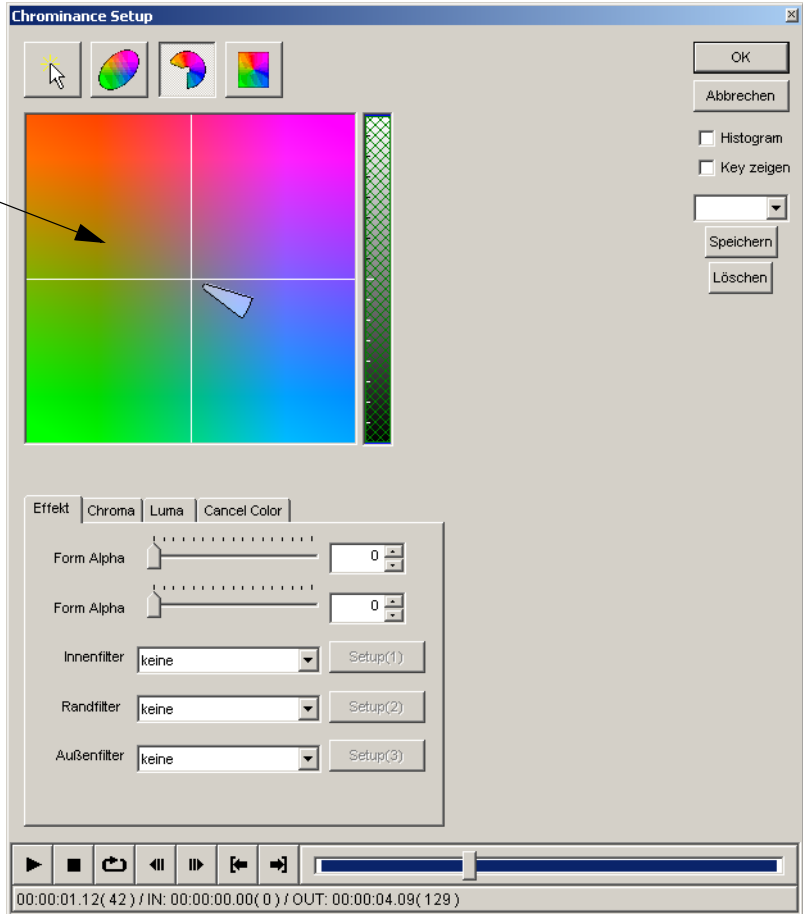 Chrominance Setup
OK
Abbrechen
Histogram
Key zeigen
Speichern
Löschen
Effekt Chroma Luma Cancel Color
Form Alpha 0
Form Alpha 0
Innenfilter keine Setup(1)
Randfilter keine Setup(2)
Außenfilter keine Setup(3)
00:00:01.12( 42 ) / IN: 00:00:00.00( 0 ) / OUT: 00:00:04.09( 129 )